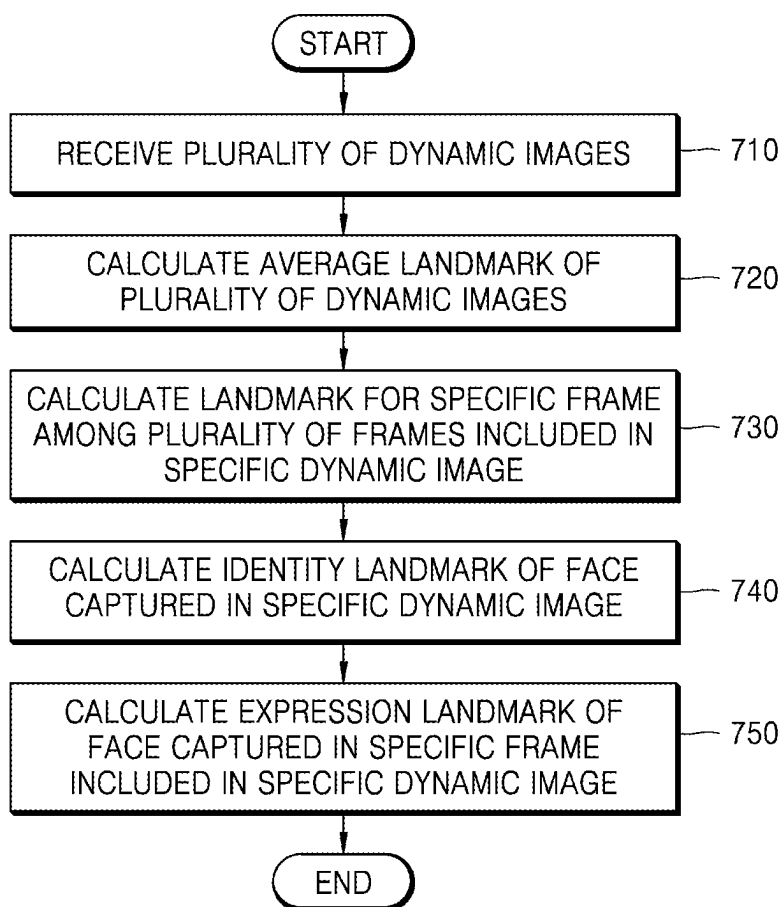 START
RECEIVE PLURALITY OF DYNAMIC IMAGES
710
CALCULATE AVERAGE LANDMARK OF
PLURALITY OF DYNAMIC IMAGES
720
CALCULATE LANDMARK FOR SPECIFIC FRAME
AMONG PLURALITY OF FRAMES INCLUDED IN
SPECIFIC DYNAMIC IMAGE
730
CALCULATE IDENTITY LANDMARK OF FACE
CAPTURED IN SPECIFIC DYNAMIC IMAGE
740
CALCULATE EXPRESSION LANDMARK OF
FACE CAPTURED IN SPECIFIC FRAME
INCLUDED IN SPECIFIC DYNAMIC IMAGE
750
END